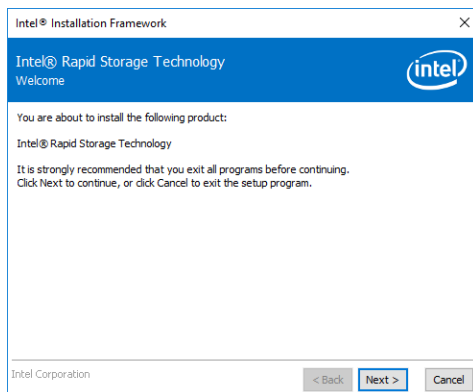 Intel® Installation Framework
Intel® Rapid Storage Technology
Welcome
intel
You are about to install the following product:
Intel® Rapid Storage Technology
It is strongly recommended that you exit all programs before continuing.
Click Next to continue, or click Cancel to exit the setup program.
Intel Corporation
< Back Next > Cancel